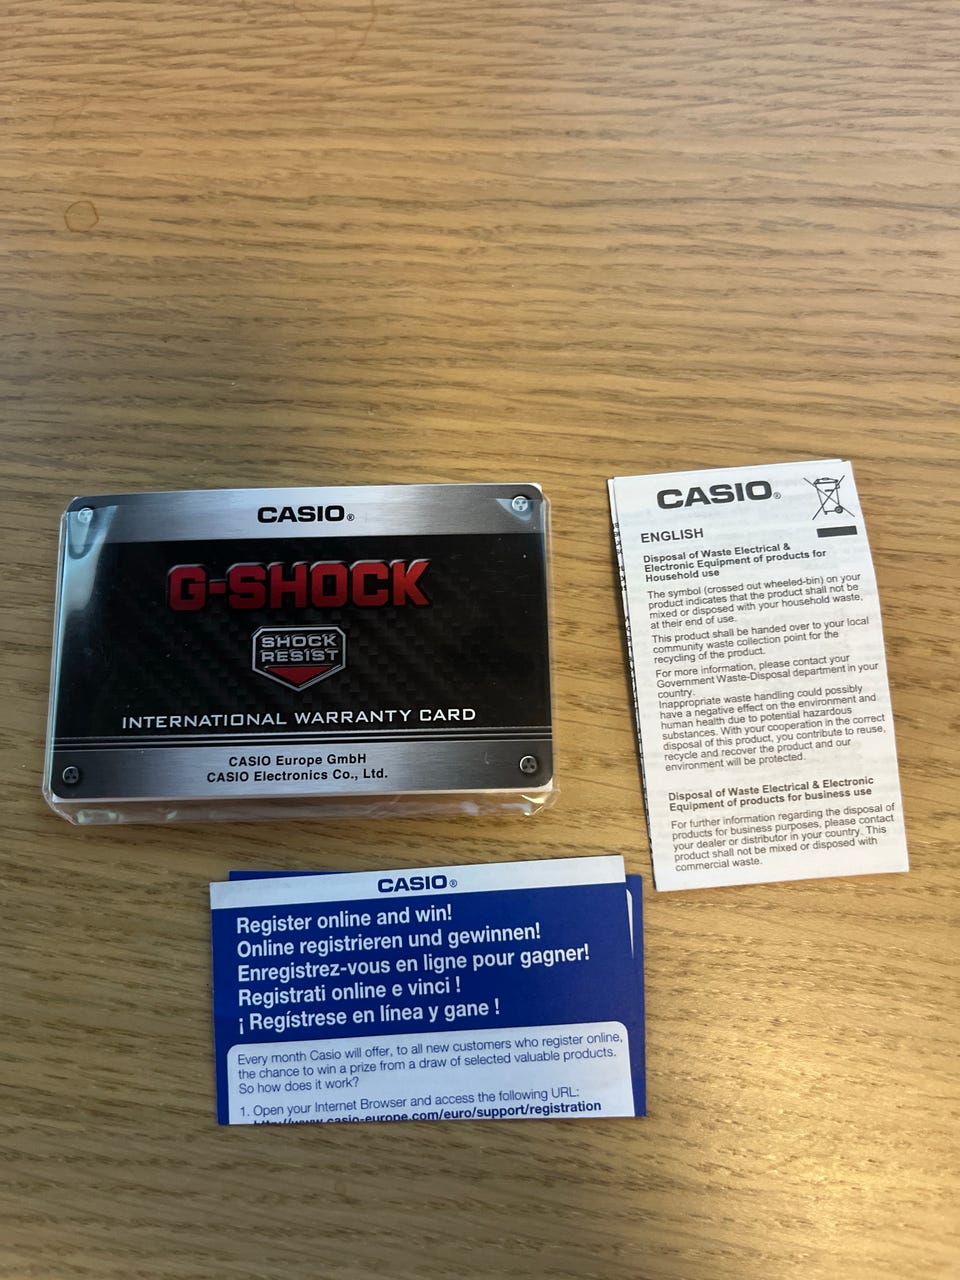 CASIO®
G-SHOCK
SHOCK
RESIST
INTERNATIONAL WARRANTY CARD
CASIO Europe GmbH
CASIO Electronics Co., Ltd.
CASIO®
ENGLISH
Disposal of Waste Electrical &
Electronic Equipment of products for
Household use
The symbol (crossed out wheeled-bin) on your
product indicates that the product shall not be
mixed or disposed with your household waste,
at their end of use.
This product shall be handed over to your local
community waste collection point for the
recycling of the product.
For more information, please contact your
Government Waste-Disposal department in your
country.
Inappropriate waste handling could possibly
have a negative effect on the environment and
human health due to potential hazardous
substances. With your cooperation in the correct
disposal of this product, you contribute to reuse,
recycle and recover the product and our
environment will be protected.
Disposal of Waste Electrical & Electronic
Equipment of products for business use
For further information regarding the disposal of
products for business purposes, please contact
your dealer or distributor in your country. This
product shall not be mixed or disposed with
commercial waste.
CASIO®
Register online and win!
Online registrieren und gewinnen!
Enregistrez-vous en ligne pour gagner!
Registrati online e vinci !
¡ Regístrese en línea y gane !
Every month Casio will offer, to all new customers who register online,
the chance to win a prize from a draw of selected valuable products.
So how does it work?
1. Open your Internet Browser and access the following URL:
http://www.casio-europe.com/euro/support/registration